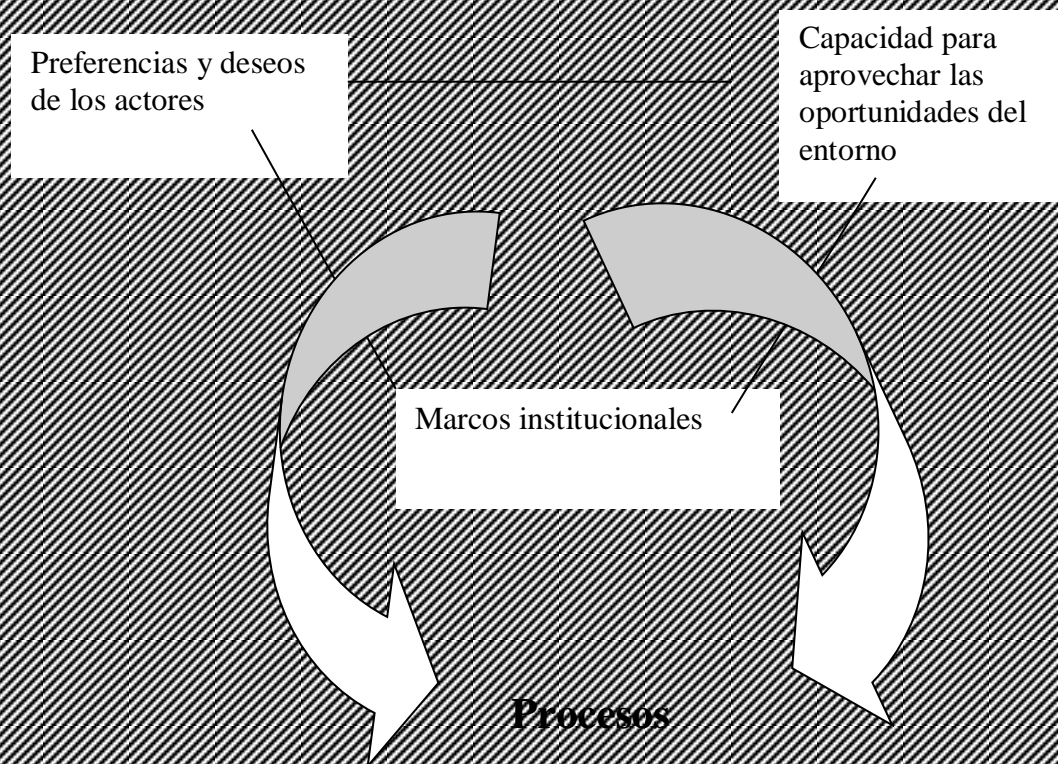 Preferencias y deseos
de los actores
Capacidad para
aprovechar las
oportunidades del
entorno
Marcos institucionales
Procesos